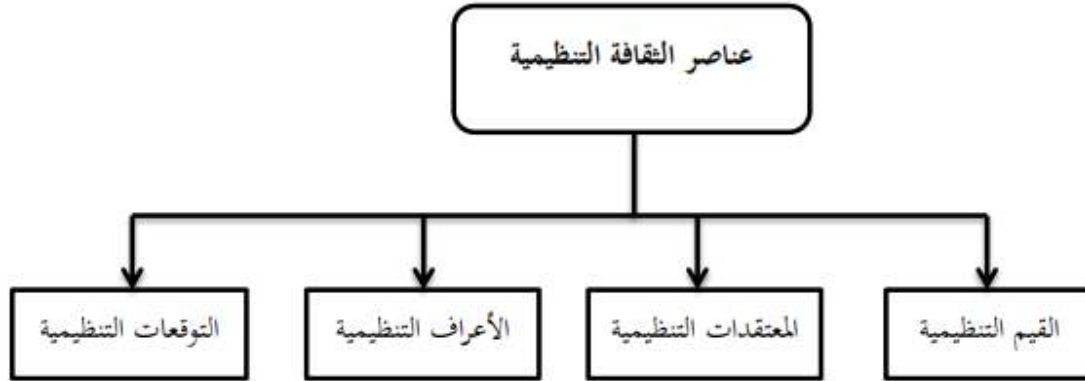 عناصر الثقافة التنظيمية
القيم التنظيمية
المعتقدات التنظيمية
الأعراف التنظيمية
التوقعات التنظيمية